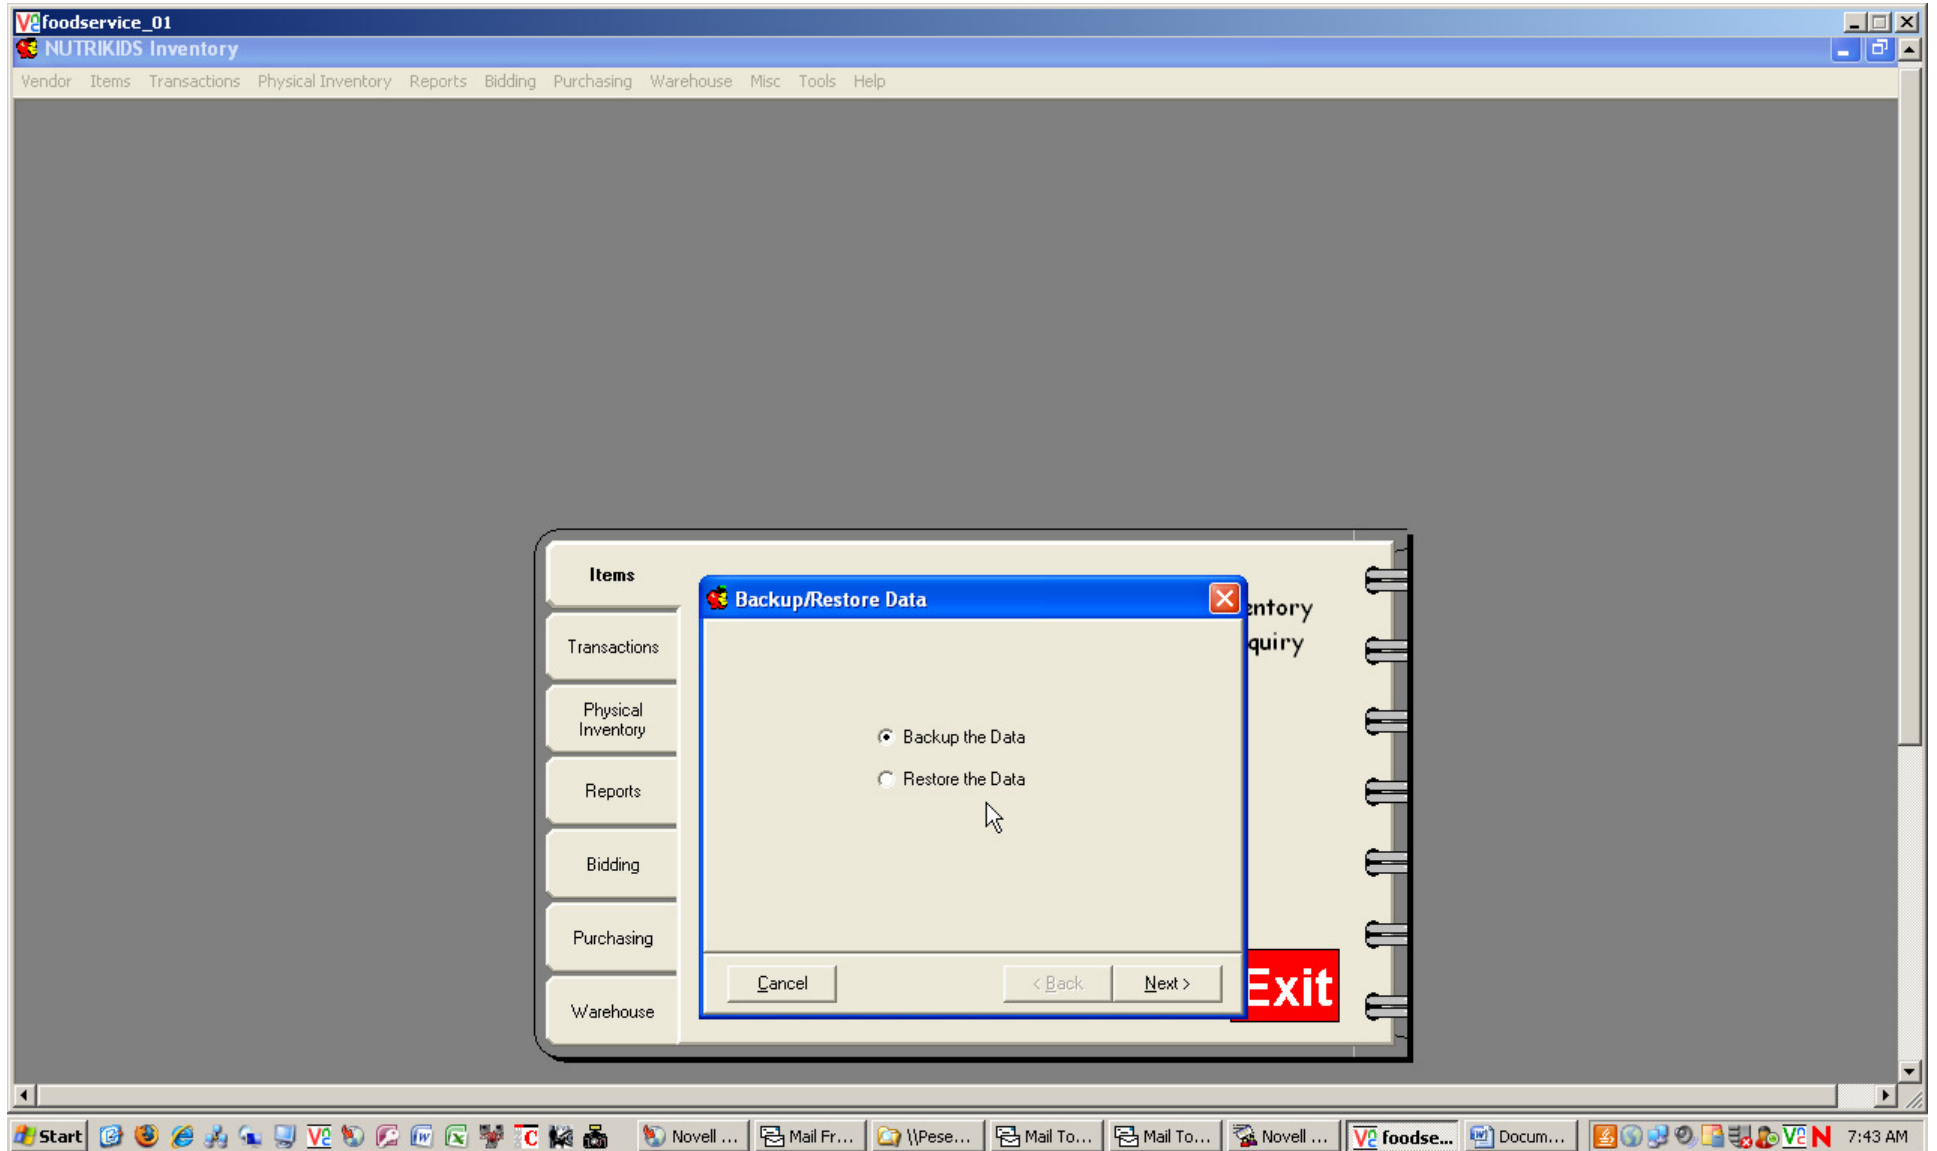 foodservice_01
NUTRIKIDS Inventory
Vendor Items Transactions Physical Inventory Reports Bidding Purchasing Warehouse Misc Tools Help
Items
Transactions
Physical
Inventory
Reports
Bidding
Purchasing
Warehouse
Backup/Restore Data
Backup the Data
Restore the Data
Cancel
< Back
Next >
entory
quiry
Exit
Start
Novell ...
Mail Fr...
\\Pese...
Mail To...
Mail To...
Novell ...
foodse...
Docum...
7:43 AM